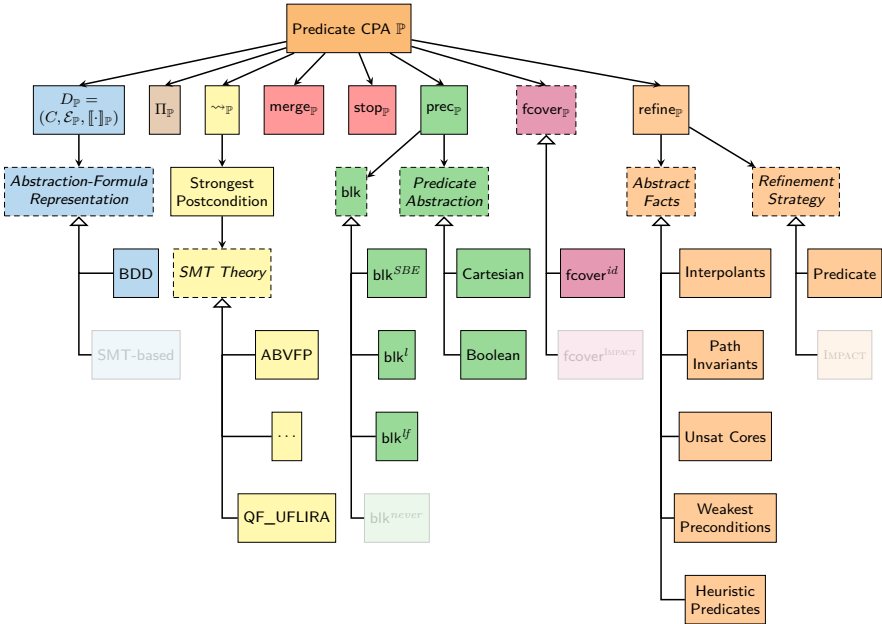 Predicate CPA ℙ
D_ℙ =
(C, ℰ_ℙ, ⟦·⟧_ℙ)
Π_ℙ
⇝_ℙ
merge_ℙ
stop_ℙ
prec_ℙ
fcover_ℙ
refine_ℙ
Abstraction-Formula
Representation
Strongest
Postcondition
blk
Predicate
Abstraction
Abstract
Facts
Refinement
Strategy
BDD
SMT Theory
blk^SBE
Cartesian
fcover^id
Interpolants
Predicate
SMT-based
ABVFP
blk^l
Boolean
fcover^IMPACT
Path
Invariants
IMPACT
...
blk^lf
Unsat Cores
QF_UFLIRA
blk^never
Weakest
Preconditions
Heuristic
Predicates